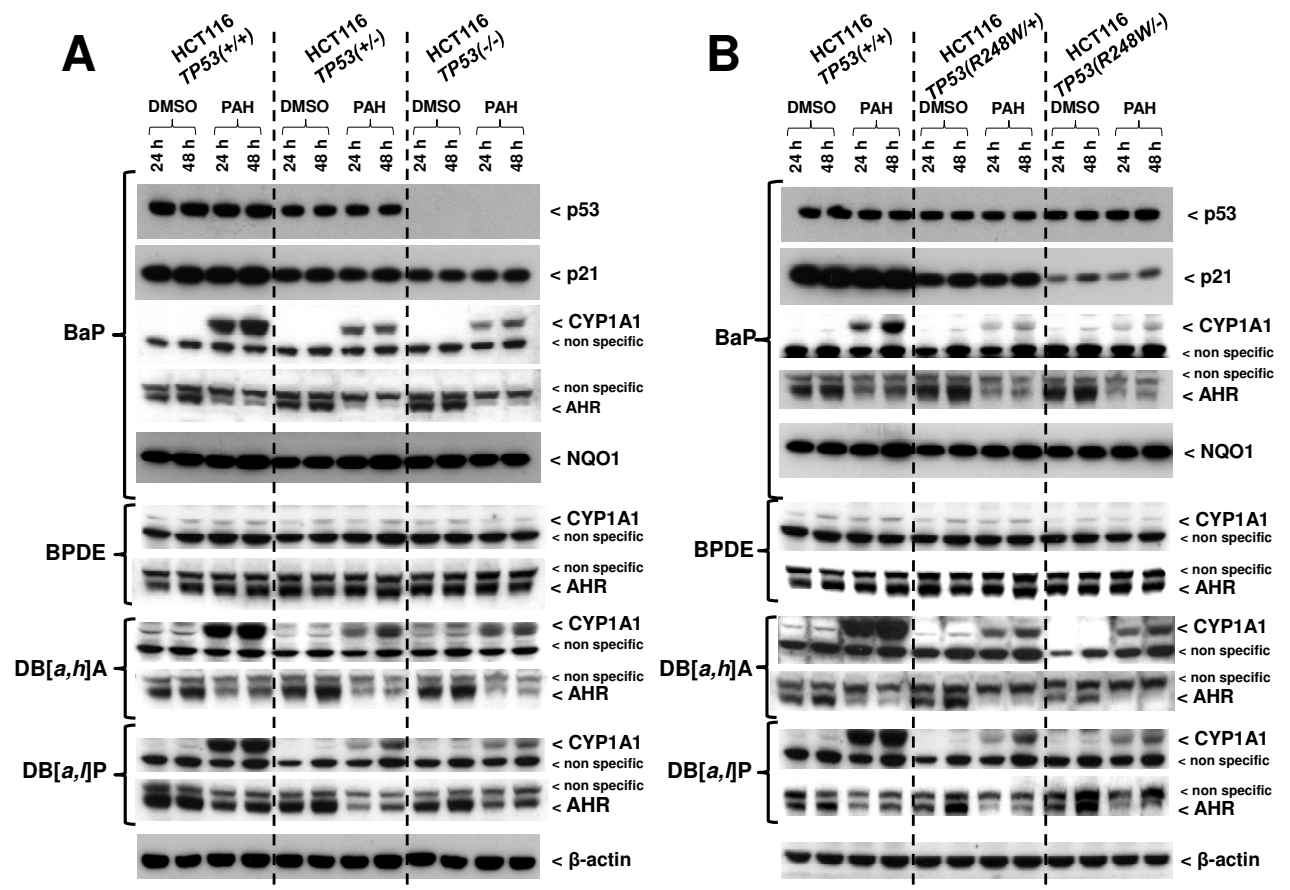 A
HCT116
TP53(+/+)
HCT116
TP53(+/-)
HCT116
TP53(-/-)
DMSO PAH DMSO PAH DMSO PAH
24 h 48 h 24 h 48 h 24 h 48 h 24 h 48 h 24 h 48 h 24 h 48 h
BaP
< p53
< p21
< CYP1A1
< non specific
< non specific
< AHR
< NQO1
BPDE
< CYP1A1
< non specific
< non specific
< AHR
DB[a,h]A
< CYP1A1
< non specific
< non specific
< AHR
DB[a,l]P
< CYP1A1
< non specific
< non specific
< AHR
< β-actin
B
HCT116
TP53(+/+)
HCT116
TP53(R248W/+)
HCT116
TP53(R248W/-)
DMSO PAH DMSO PAH DMSO PAH
24 h 48 h 24 h 48 h 24 h 48 h 24 h 48 h 24 h 48 h 24 h 48 h
BaP
< p53
< p21
< CYP1A1
< non specific
< non specific
< AHR
< NQO1
BPDE
< CYP1A1
< non specific
< non specific
< AHR
DB[a,h]A
< CYP1A1
< non specific
< non specific
< AHR
DB[a,l]P
< CYP1A1
< non specific
< non specific
< AHR
< β-actin